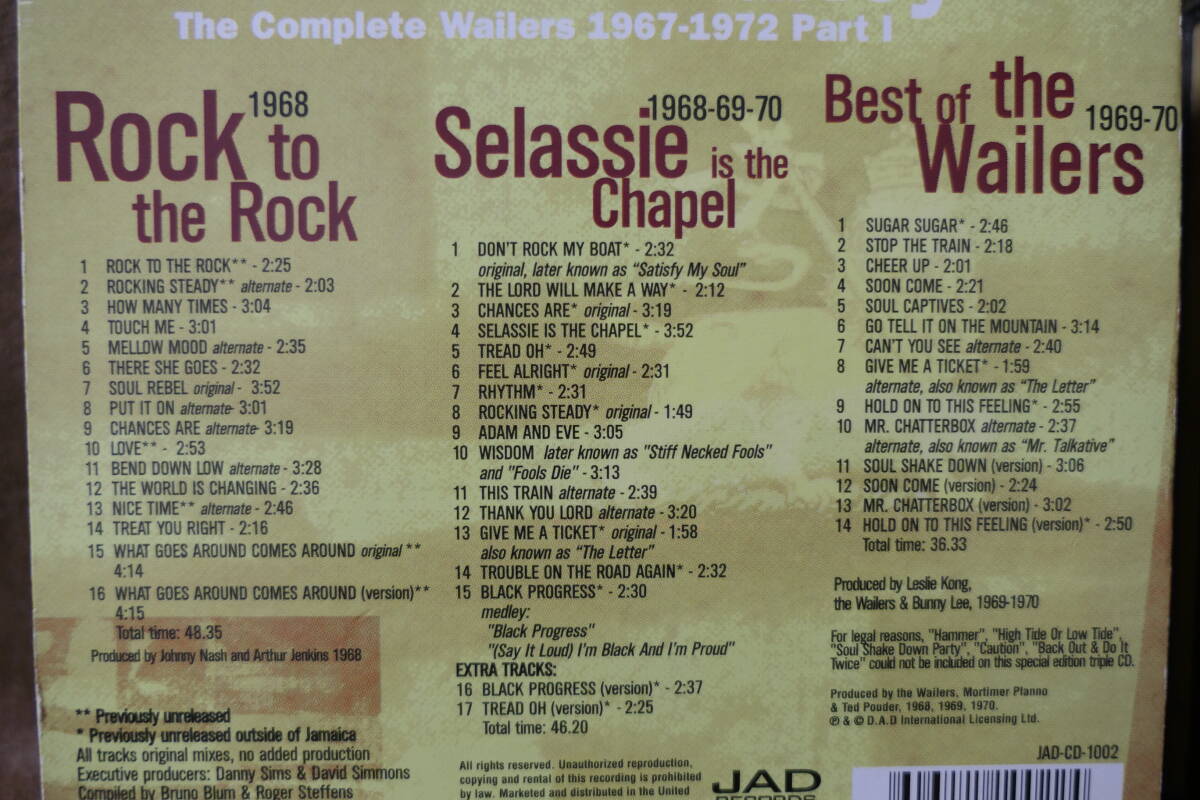 The Complete Wailers 1967-1972 Part I
Rock to
the Rock
1968
1 ROCK TO THE ROCK** - 2:25
2 ROCKING STEADY** alternate - 2:03
3 HOW MANY TIMES - 3:04
4 TOUCH ME - 3:01
5 MELLOW MOOD alternate - 2:35
6 THERE SHE GOES - 2:32
7 SOUL REBEL original - 3:52
8 PUT IT ON alternate- 3:01
9 CHANCES ARE alternate- 3:19
10 LOVE** - 2:53
11 BEND DOWN LOW alternate - 3:28
12 THE WORLD IS CHANGING - 2:36
13 NICE TIME** alternate - 2:46
14 TREAT YOU RIGHT - 2:16
15 WHAT GOES AROUND COMES AROUND original **
4:14
16 WHAT GOES AROUND COMES AROUND (version)**
4:15
Total time: 48.35
Produced by Johnny Nash and Arthur Jenkins 1968
** Previously unreleased
* Previously unreleased outside of Jamaica
All tracks original mixes, no added production
Executive producers: Danny Sims & David Simmons
Compiled by Bruno Blum & Roger Steffens
1968-69-70
Selassie is the
Chapel
1 DON'T ROCK MY BOAT* - 2:32
original, later known as "Satisfy My Soul"
2 THE LORD WILL MAKE A WAY* - 2:12
3 CHANCES ARE* original - 3:19
4 SELASSIE IS THE CHAPEL* - 3:52
5 TREAD OH* - 2:49
6 FEEL ALRIGHT* original - 2:31
7 RHYTHM* - 2:31
8 ROCKING STEADY* original - 1:49
9 ADAM AND EVE - 3:05
10 WISDOM later known as "Stiff Necked Fools"
and "Fools Die" - 3:13
11 THIS TRAIN alternate - 2:39
12 THANK YOU LORD alternate - 3:20
13 GIVE ME A TICKET* original - 1:58
also known as "The Letter"
14 TROUBLE ON THE ROAD AGAIN* - 2:32
15 BLACK PROGRESS* - 2:30
medley:
"Black Progress"
"(Say It Loud) I'm Black And I'm Proud"
EXTRA TRACKS:
16 BLACK PROGRESS (version)* - 2:37
17 TREAD OH (version)* - 2:25
Total time: 46.20
All rights reserved. Unauthorized reproduction,
copying and rental of this recording is prohibited
by law. Marketed and distributed in the United
JAD
RECORDS
Best of the
Wailers
1969-70
1 SUGAR SUGAR* - 2:46
2 STOP THE TRAIN - 2:18
3 CHEER UP - 2:01
4 SOON COME - 2:21
5 SOUL CAPTIVES - 2:02
6 GO TELL IT ON THE MOUNTAIN - 3:14
7 CAN'T YOU SEE alternate - 2:40
8 GIVE ME A TICKET* - 1:59
alternate, also known as "The Letter"
9 HOLD ON TO THIS FEELING* - 2:55
10 MR. CHATTERBOX alternate - 2:37
alternate, also known as "Mr. Talkative"
11 SOUL SHAKE DOWN (version) - 3:06
12 SOON COME (version) - 2:24
13 MR. CHATTERBOX (version) - 3:02
14 HOLD ON TO THIS FEELING (version)* - 2:50
Total time: 36.33
Produced by Leslie Kong,
the Wailers & Bunny Lee, 1969-1970
For legal reasons, "Hammer", "High Tide Or Low Tide",
"Soul Shake Down Party", "Caution", "Back Out & Do It
Twice" could not be included on this special edition triple CD.
Produced by the Wailers, Mortimer Planno
& Ted Pouder, 1968, 1969, 1970.
℗ & © D.A.D International Licensing Ltd.
JAD-CD-1002